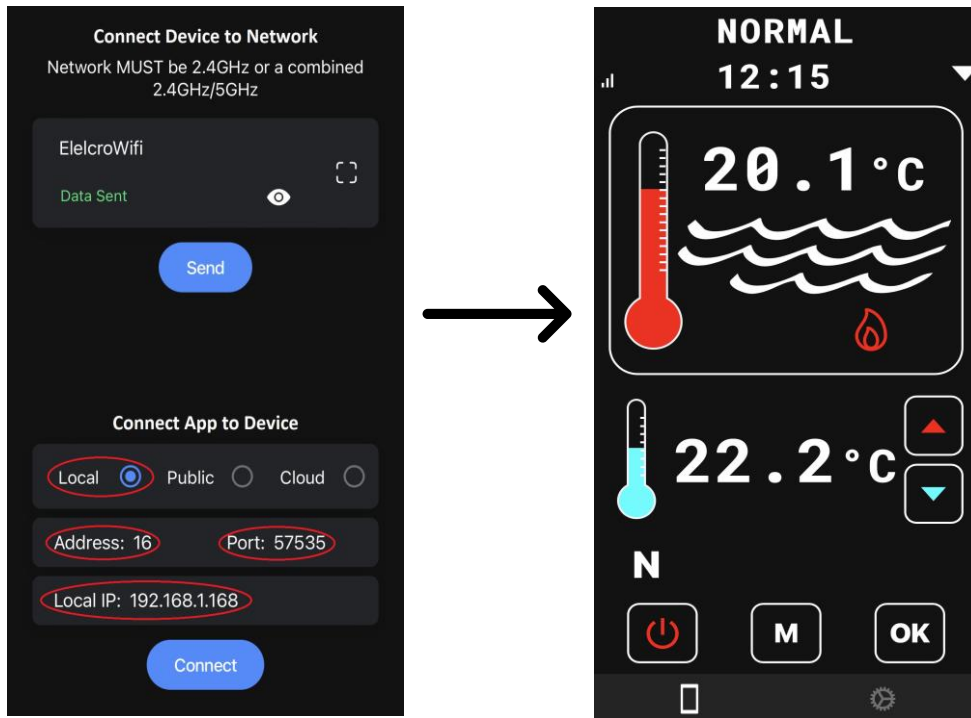 Connect Device to Network
Network MUST be 2.4GHz or a combined
2.4GHz/5GHz
ElelcroWifi
Data Sent
Send
Connect App to Device
Local Public Cloud
Address: 16 Port: 57535
Local IP: 192.168.1.168
Connect
NORMAL
12:15
20.1°C
22.2°C
N
M OK